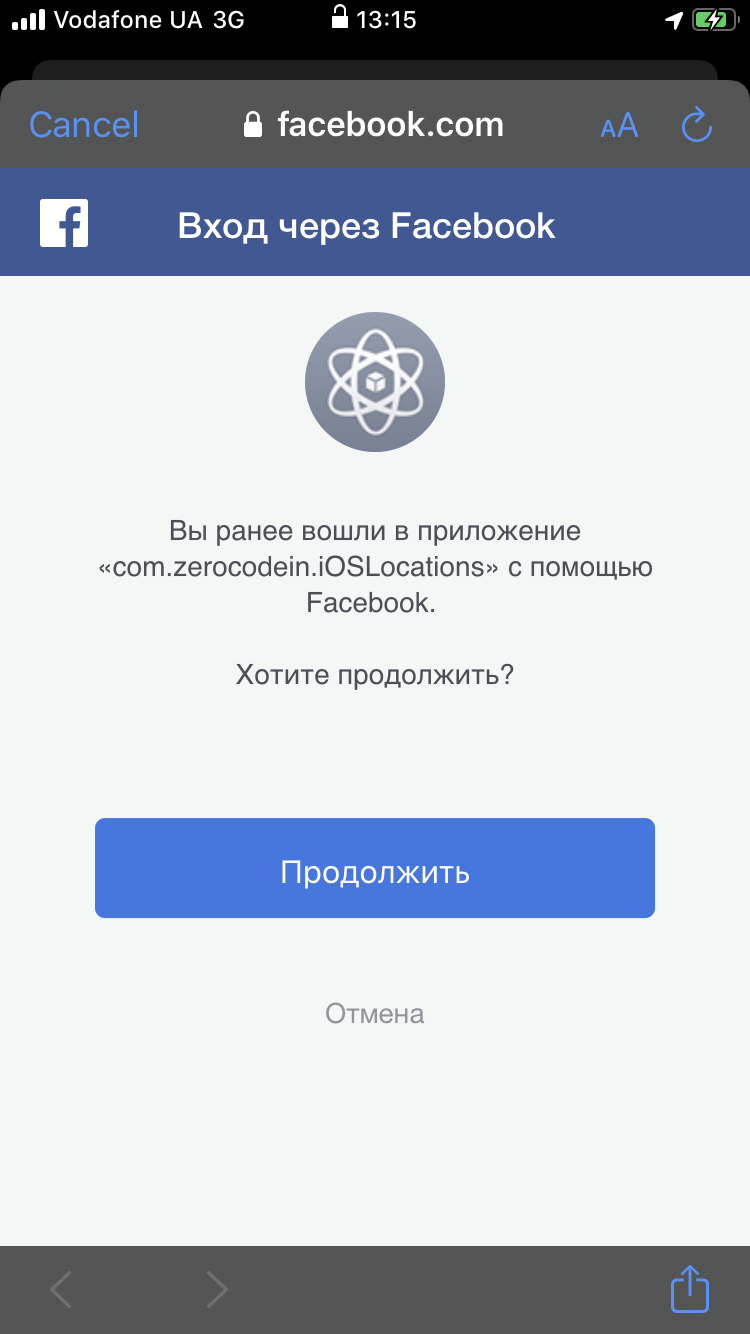 Vodafone UA 3G 13:15
Cancel facebook.com AA
Вход через Facebook
Вы ранее вошли в приложение
«com.zerocodein.iOSLocations» с помощью
Facebook.
Хотите продолжить?
Продолжить
Отмена